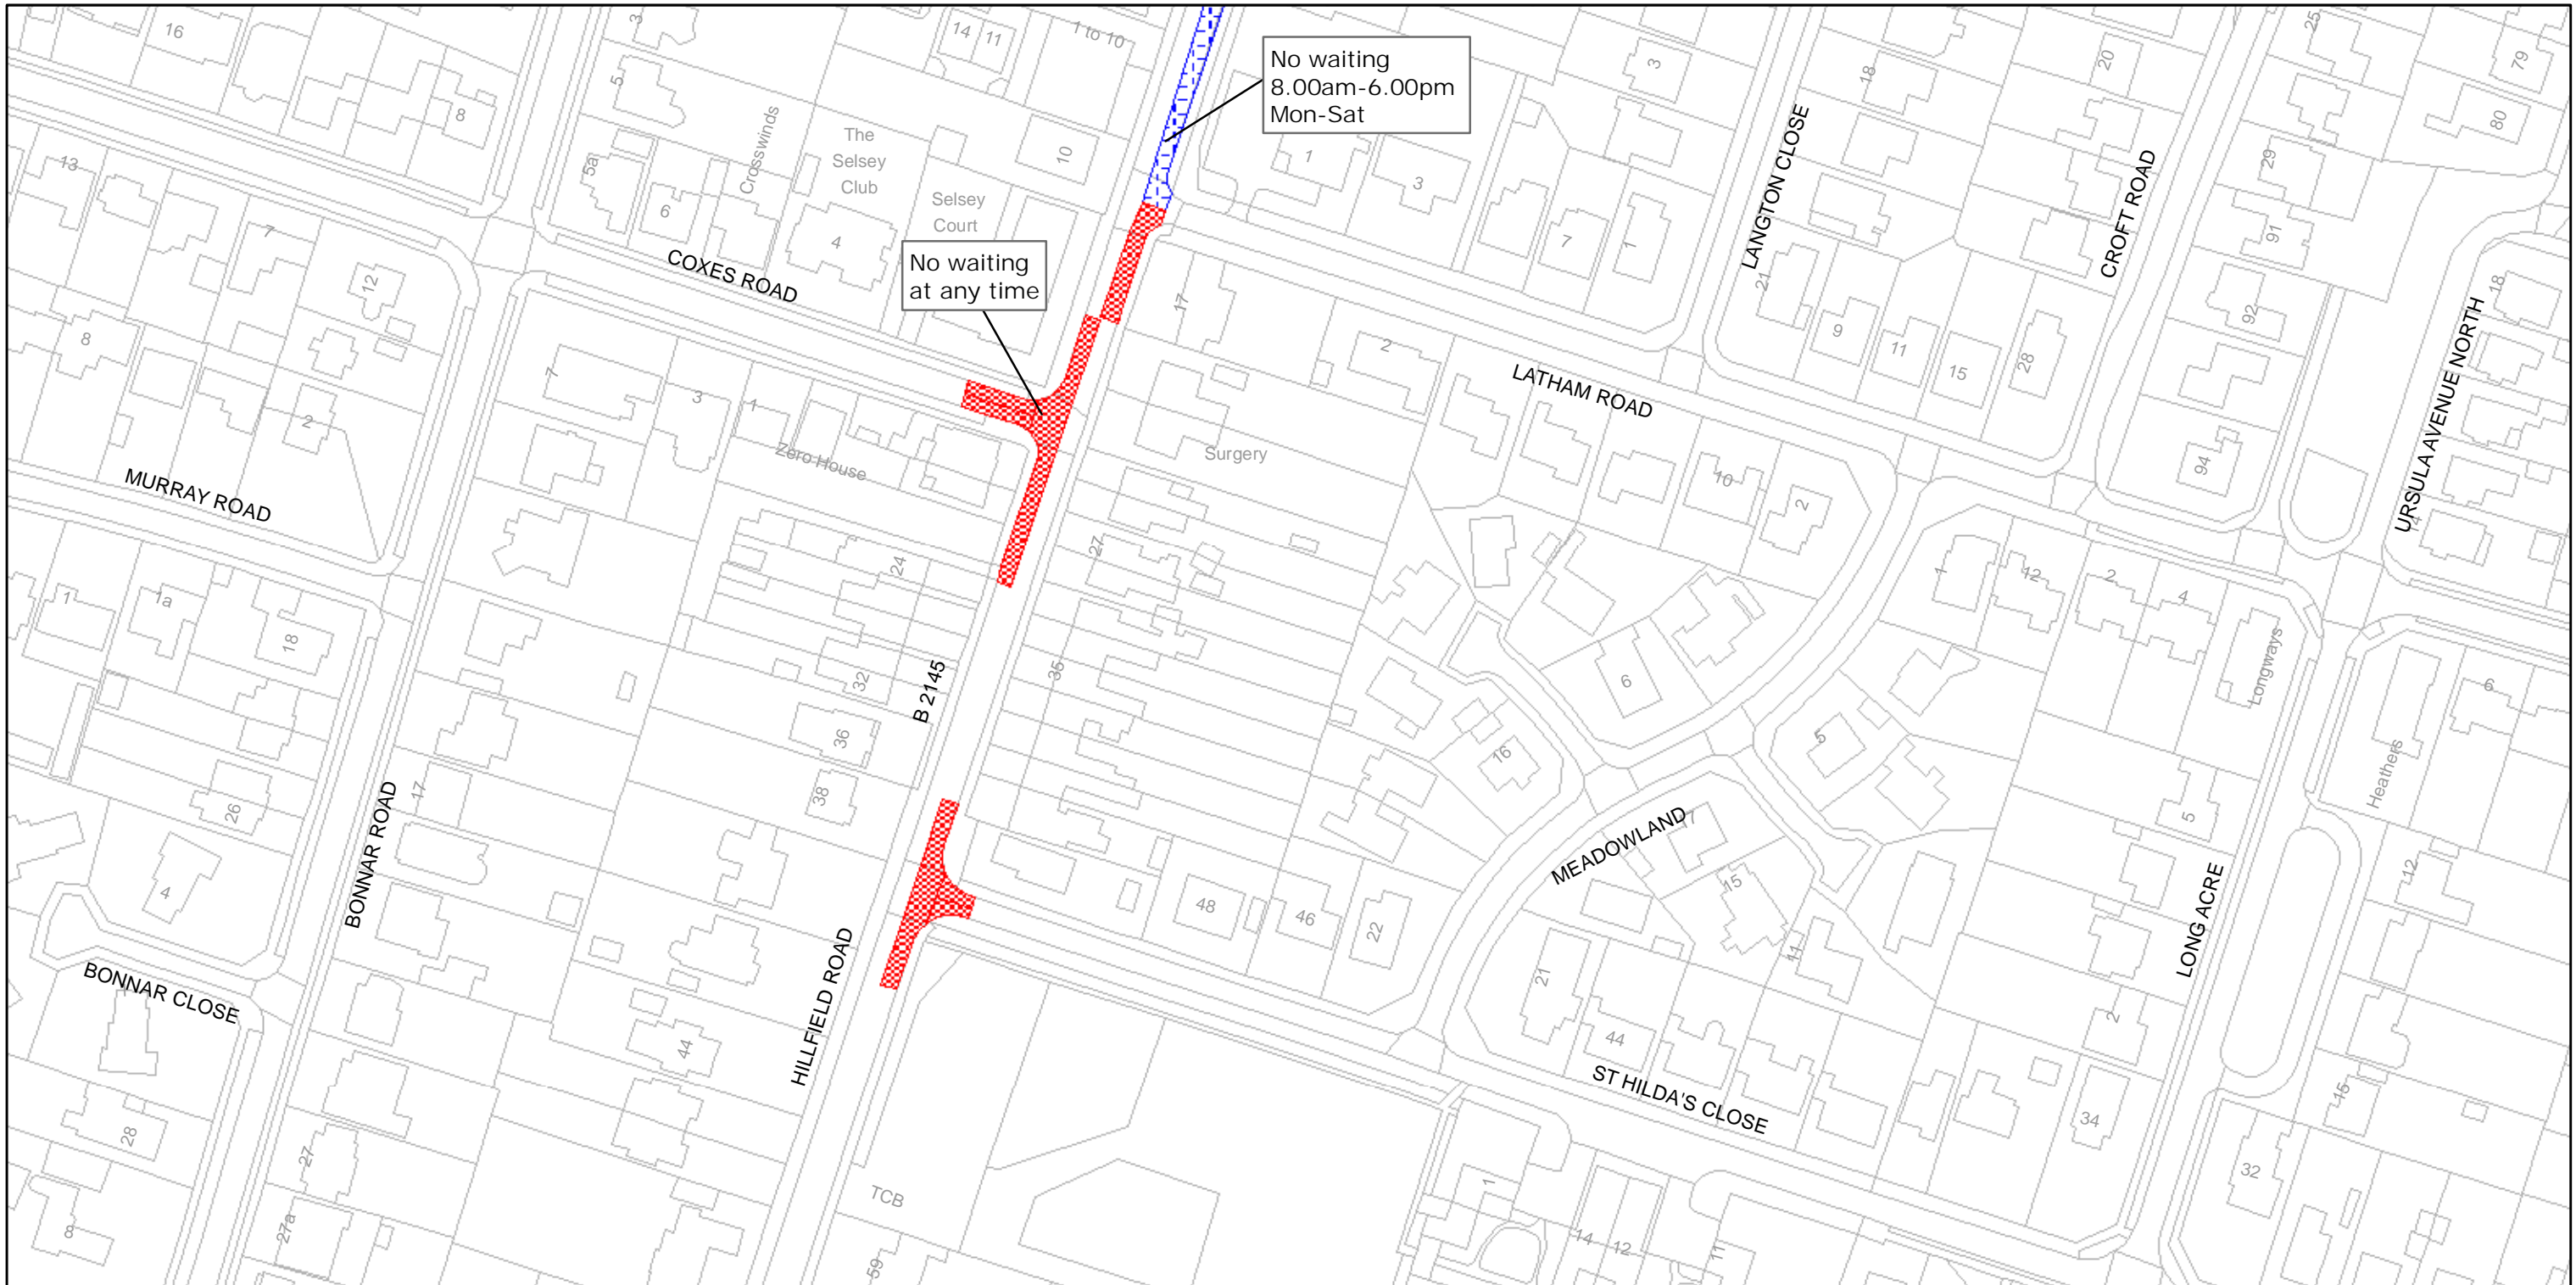 16
3
14
11
1 to 10
No waiting
8.00am-6.00pm
Mon-Sat
3
18
20
25
79
80
5
8
13
5a
6
Crosswinds
The
Selsey
Club
4
Selsey
Court
10
1
3
7
1
LANGTON CLOSE
21
CROFT ROAD
29
91
92
18
URSULA AVENUE NORTH
14
7
12
8
2
COXES ROAD
No waiting
at any time
17
2
LATHAM ROAD
9
11
15
28
94
7
3
1
Zero House
Surgery
10
2
MURRAY ROAD
1
1a
18
24
27
32
35
36
38
B 2145
6
16
1
12
2
4
Longways
5
6
Heathers
BONNAR ROAD
17
26
4
BONNAR CLOSE
48
46
22
MEADOWLAND
17
15
11
21
44
5
12
LONG ACRE
2
HILLFIELD ROAD
44
ST HILDA'S CLOSE
34
15
32
28
27
27a
8
TCB
59
1
14
12
11